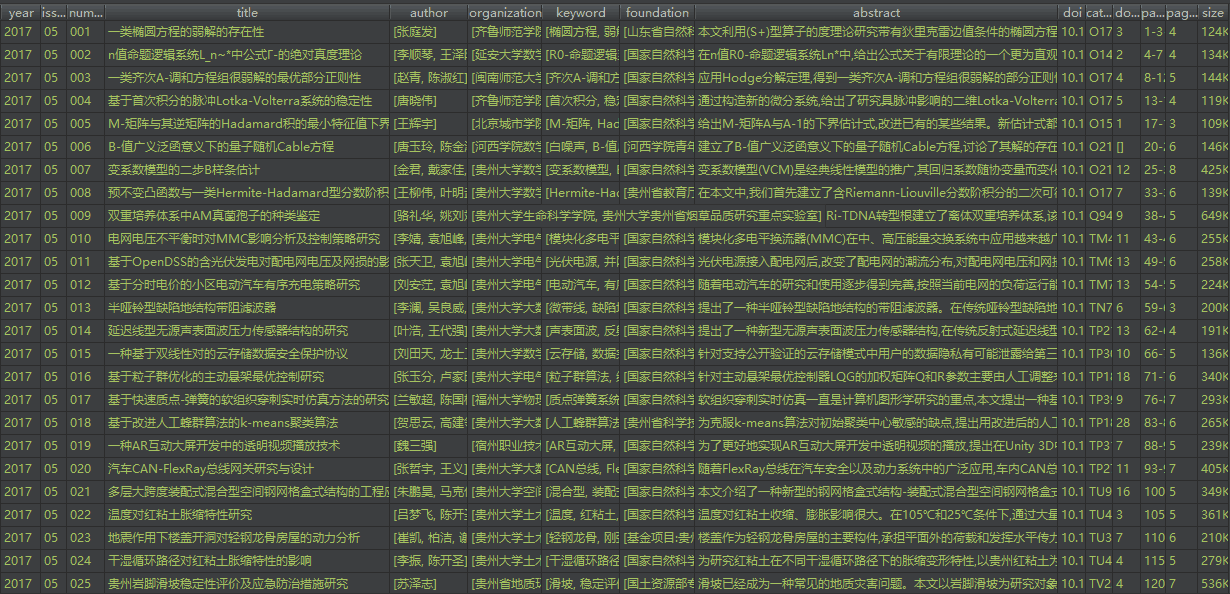 year iss... num... title author organization keyword foundation abstract doi cat... do... pa... pag... size
2017 05 001 一类椭圆方程的弱解的存在性 [张庭发] [齐鲁师范学院 [椭圆方程, 弱解 [山东省自然科 本文利用(S+)型算子的度理论研究带有狄里克雷边值条件的椭圆方程 10.1 O17 3 1-3 4 124K
2017 05 002 n值命题逻辑系统L_n~*中公式Γ-的绝对真度理论 [李顺琴, 王泽 [延安大学数学 [R0-命题逻辑 [国家自然科学 在n值R0-命题逻辑系统Ln*中,给出公式关于有限理论的一个更为直观 10.1 O14 2 4-7 4 134K
2017 05 003 一类齐次A-调和方程组很弱解的最优部分正则性 [赵青, 陈淑红] [闽南师范大学 [齐次A-调和方 [国家自然科学 应用Hodge分解定理,得到一类齐次A-调和方程组很弱解的部分正则 10.1 O17 4 8-1 5 144K
2017 05 004 基于首次积分的脉冲Lotka-Volterra系统的稳定性 [唐晓伟] [齐鲁师范学院 [首次积分, 稳 [国家自然科学 通过构造新的微分系统,给出了研究具脉冲影响的二维Lotka-Volterra 10.1 O17 5 13- 4 119K
2017 05 005 M-矩阵与其逆矩阵的Hadamard积的最小特征值下界 [王辉宇] [北京城市学院 [M-矩阵, Had [国家自然科学 给出M-矩阵A与A-1的下界估计式,改进已有的某些结果。新估计式都 10.1 O15 1 17- 3 109K
2017 05 006 B-值广义泛函意义下的量子随机Cable方程 [唐玉玲, 陈金 [河西学院数学 [白噪声, B-值 [河西学院青年 建立了B-值广义泛函意义下的量子随机Cable方程,讨论了其解的存在 10.1 O21 [] 20- 6 146K
2017 05 007 变系数模型的二步B样条估计 [金君, 戴家佳, [贵州大学数学 [变系数模型, B [国家自然科学 变系数模型(VCM)是经典线性模型的推广,其回归系数随协变量而变化 10.1 O21 12 25- 8 425K
2017 05 008 预不变凸函数与一类Hermite-Hadamard型分数阶积 [王柳伟, 叶明 [贵州大学数学 [Hermite-Ha [贵州省教育厅 在本文中,我们首先建立了含Riemann-Liouville分数阶积分的二次可 10.1 O17 7 33- 6 139K
2017 05 009 双重培养体系中AM真菌孢子的种类鉴定 [骆礼华, 姚刘 [贵州大学生命科学学院, 贵州大学贵州省烟草品质研究重点实验室] Ri-TDNA转型根建立了离体双重培养体系,该 10.1 Q94 9 38- 5 649K
2017 05 010 电网电压不平衡时对MMC影响分析及控制策略研究 [李婧, 袁旭峰, [贵州大学电气 [模块化多电平 [国家自然科学 模块化多电平换流器(MMC)在中、高压能量交换系统中应用越来越广 10.1 TM4 11 43- 6 255K
2017 05 011 基于OpenDSS的含光伏发电对配电网电压及网损的影 [张天卫, 袁旭 [贵州大学电气 [光伏电源, 并 [国家自然科学 光伏电源接入配电网后,改变了配电网的潮流分布,对配电网电压和网 10.1 TM6 13 49- 6 258K
2017 05 012 基于分时电价的小区电动汽车有序充电策略研究 [刘安茳, 袁旭 [贵州大学电气 [电动汽车, 有 [国家自然科学 随着电动汽车的研究和使用逐步得到完善,按照当前电网的负荷运行能 10.1 TM7 13 54- 5 224K
2017 05 013 半哑铃型缺陷地结构带阻滤波器 [李澜, 吴良威, [贵州大学大数 [微带线, 缺陷 [国家自然科学 提出了一种半哑铃型缺陷地结构的带阻滤波器。在传统哑铃型缺陷地 10.1 TN7 6 59- 3 200K
2017 05 014 延迟线型无源声表面波压力传感器结构的研究 [叶浩, 王代强] [贵州大学大数 [声表面波, 反 [国家自然科学 提出了一种新型无源声表面波压力传感器结构,在传统反射式延迟线型 10.1 TP2 13 62- 4 191K
2017 05 015 一种基于双线性对的云存储数据安全保护协议 [刘田天, 龙士 [贵州大学数学 [云存储, 数据 [国家自然科学 针对支持公开验证的云存储模式中用户的数据隐私有可能泄露给第三 10.1 TP3 10 66- 5 136K
2017 05 016 基于粒子群优化的主动悬架最优控制研究 [张玉分, 卢家 [贵州大学电气 [粒子群算法, [国家自然科学 针对主动悬架最优控制器LQG的加权矩阵Q和R参数主要由人工调整 10.1 TP1 18 71- 6 340K
2017 05 017 基于快速质点-弹簧的软组织穿刺实时仿真方法的研究 [兰敏超, 陈国 [福州大学物理 [质点弹簧系统 [国家自然科学 软组织穿刺实时仿真一直是计算机图形学研究的重点,本文提出一种基 10.1 TP3 9 76- 7 293K
2017 05 018 基于改进人工蜂群算法的k-means聚类算法 [贺思云, 高建 [贵州大学大数 [人工蜂群算法 [贵州省科学技 为克服k-means算法对初始聚类中心敏感的缺点,提出用改进后的人工 10.1 TP1 28 83- 6 265K
2017 05 019 一种AR互动大屏开发中的透明视频播放技术 [魏三强] [宿州职业技术 [AR互动大屏, [国家自然科学 为了更好地实现AR互动大屏开发中透明视频的播放,提出在Unity 3D 10.1 TP3 7 88- 5 239K
2017 05 020 汽车CAN-FlexRay总线网关研究与设计 [张哲宇, 王义] [贵州大学大数 [CAN总线, Fle [国家自然科学 随着FlexRay总线在汽车安全以及动力系统中的广泛应用,车内CAN总 10.1 TP2 11 93- 7 405K
2017 05 021 多层大跨度装配式混合型空间钢网格盒式结构的工程应 [朱鹏昊, 马克 [贵州大学空间 [混合型, 装配 [国家自然科学 本文介绍了一种新型的钢网格盒式结构-装配式混合型空间钢网格盒式 10.1 TU9 16 100 5 349K
2017 05 022 温度对红粘土胀缩特性研究 [吕梦飞, 陈开 [贵州大学土木 [温度, 红粘土, [国家自然科学 温度对红粘土收缩、膨胀影响很大。在105℃和25℃条件下,通过大量 10.1 TU4 3 105 5 361K
2017 05 023 地震作用下楼盖开洞对轻钢龙骨房屋的动力分析 [崔凯, 柏洁, 谢 [贵州大学土木 [轻钢龙骨, 刚 [基金项目:贵州 楼盖作为轻钢龙骨房屋的主要构件,承担平面外的荷载和发挥水平传力 10.1 TU3 7 110 6 210K
2017 05 024 干湿循环路径对红粘土胀缩特性的影响 [李振, 陈开圣] [贵州大学土木 [干湿循环路径 [国家自然科学 为研究红粘土在不同干湿循环路径下的胀缩变形特性,以贵州红粘土为 10.1 TU4 4 115 5 279K
2017 05 025 贵州岩脚滑坡稳定性评价及应急防治措施研究 [苏泽志] [贵州省地质环 [滑坡, 稳定评 [国土资源部专 滑坡已经成为一种常见的地质灾害问题。本文以岩脚滑坡为研究对象 10.1 TV2 4 120 7 536K